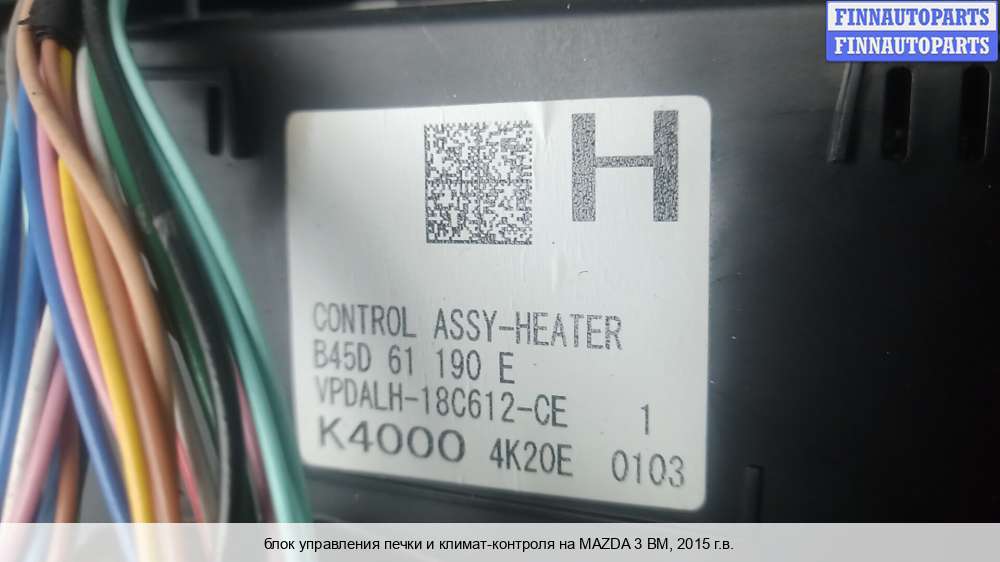 FINNAUTOPARTS
FINNAUTOPARTS
H
CONTROL ASSY-HEATER
B45D 61 190 E
VPDALH-18C612-CE 1
K4000 4K20E 0103
блок управления печки и климат-контроля на MAZDA 3 BM, 2015 г.в.